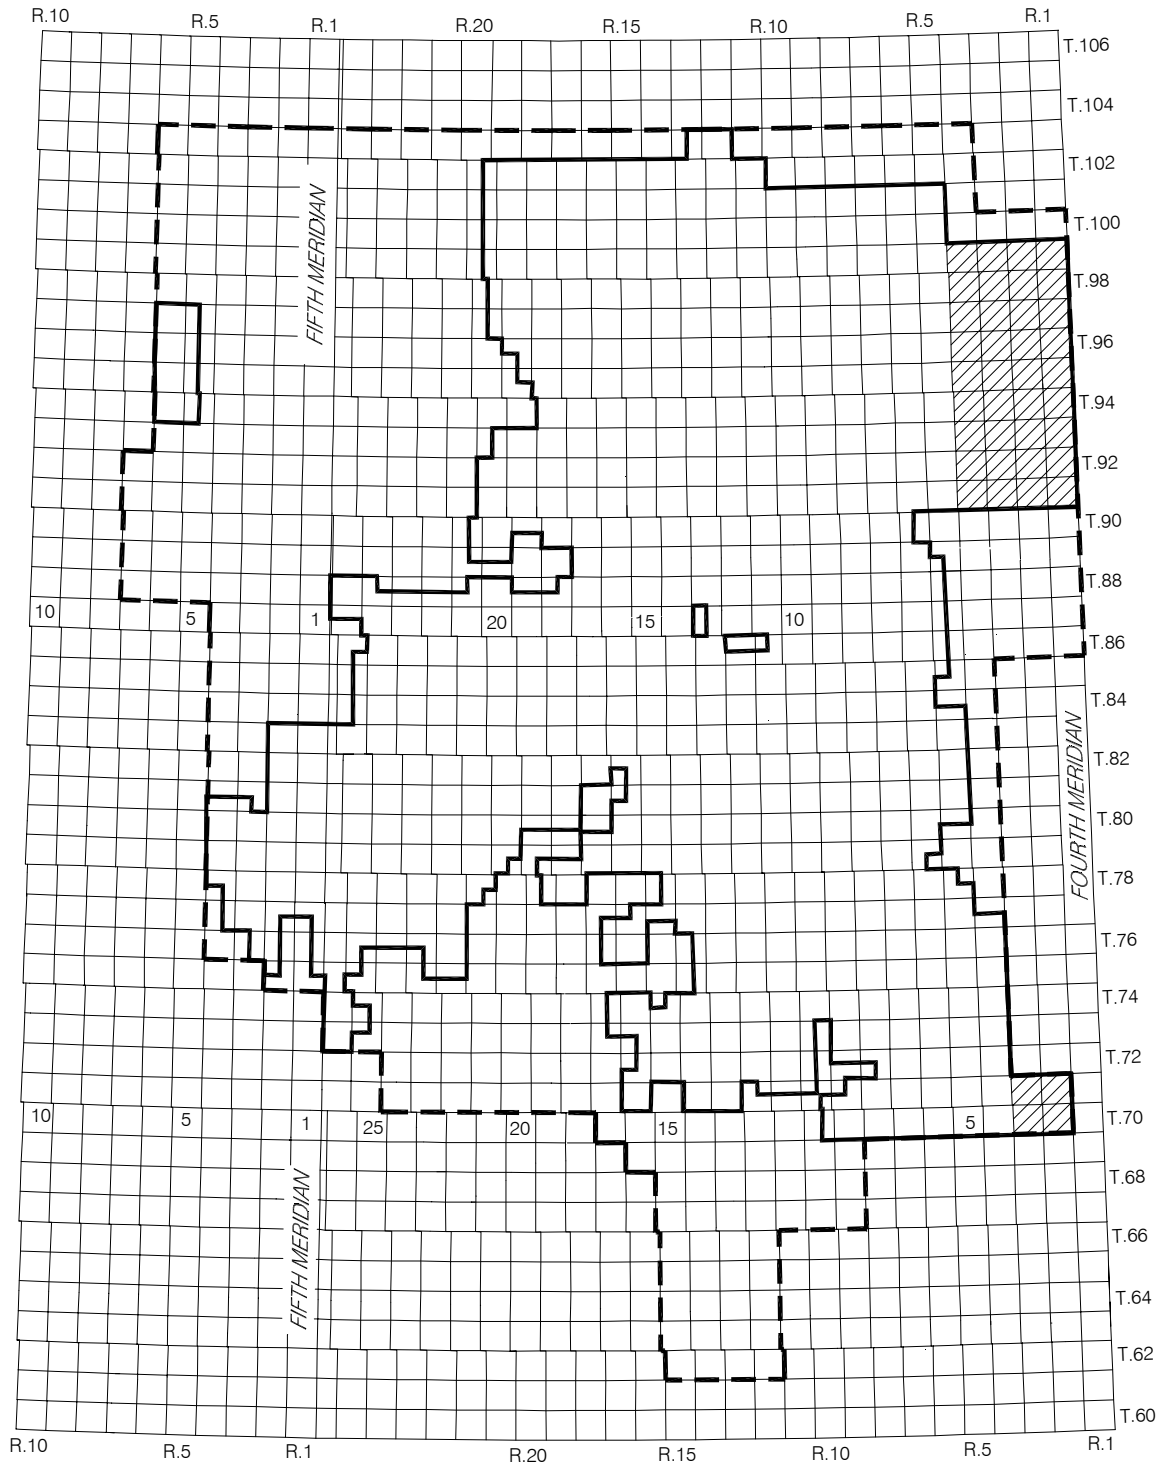 R.10 R.5 R.1 R.20 R.15 R.10 R.5 R.1
T.106
T.104
T.102
FIFTH MERIDIAN
T.100
T.98
T.96
T.94
T.92
T.90
T.88
10 5 1 20 15 10
T.86
T.84
FOURTH MERIDIAN
T.82
T.80
T.78
T.76
T.74
T.72
10 5 1 25 20 15 5
T.70
FIFTH MERIDIAN
T.68
T.66
T.64
T.62
T.60
R.10 R.5 R.1 R.20 R.15 R.10 R.5 R.1